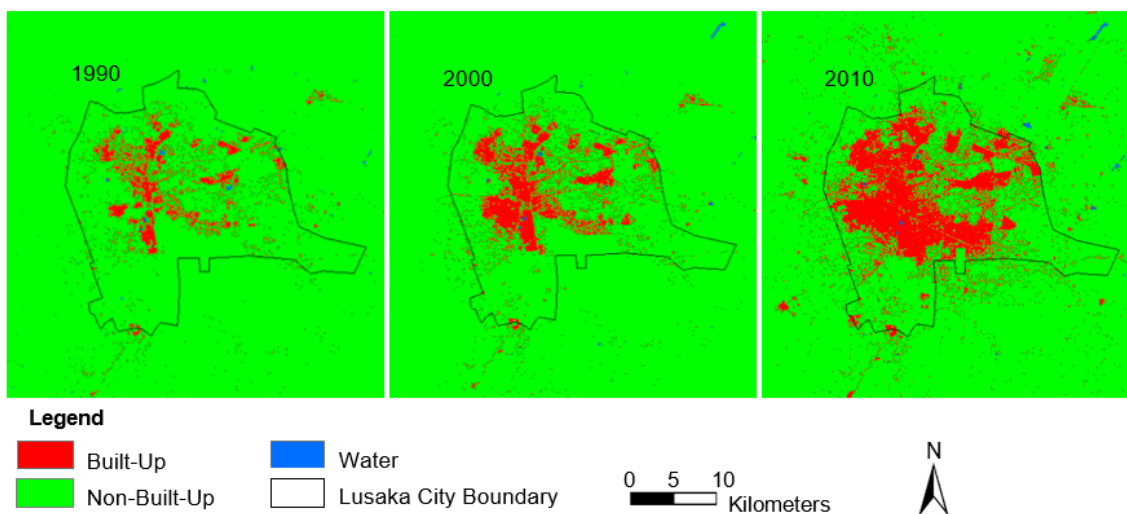 1990
2000
2010
Legend
Built-Up
Water
Non-Built-Up
Lusaka City Boundary
0 5 10
Kilometers
N